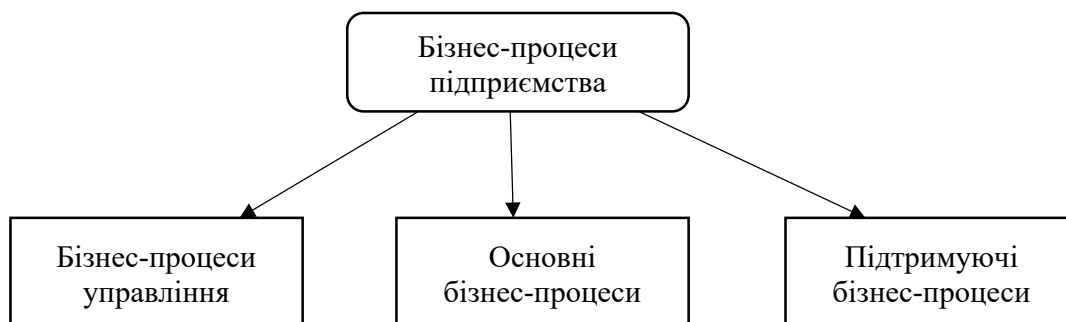 Бізнес-процеси
підприємства
Бізнес-процеси
управління
Основні
бізнес-процеси
Підтримуючі
бізнес-процеси